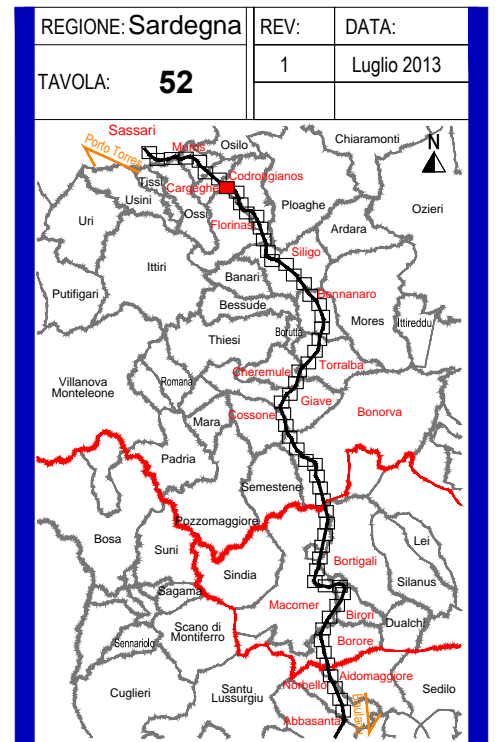 REGIONE: Sardegna REV: DATA:
TAVOLA: 52 1 Luglio 2013
Sassari
Porto Torres
Muros
Osilo
Chiaramonti
N
Tissi
Cargeghe
Codrongianos
Usini
Ossi
Ploaghe
Ozieri
Uri
Florinas
Ardara
Ittiri
Siligo
Banari
Putifigari
Bessude
Bonnanaro
Mores
Ittireddu
Thiesi
Borutta
Villanova
Monteleone
Romana
Cheremule
Torralba
Giave
Cossone
Bonorva
Mara
Padria
Semestene
Pozzomaggiore
Bosa
Suni
Lei
Sindia
Bortigali
Silanus
Sagama
Macomer
Birori
Dualchi
Scano di
Montiferro
Sennariolo
Borore
Aidomaggiore
Norbello
Sedilo
Cuglieri
Santu
Lussurgiu
Abbasanta